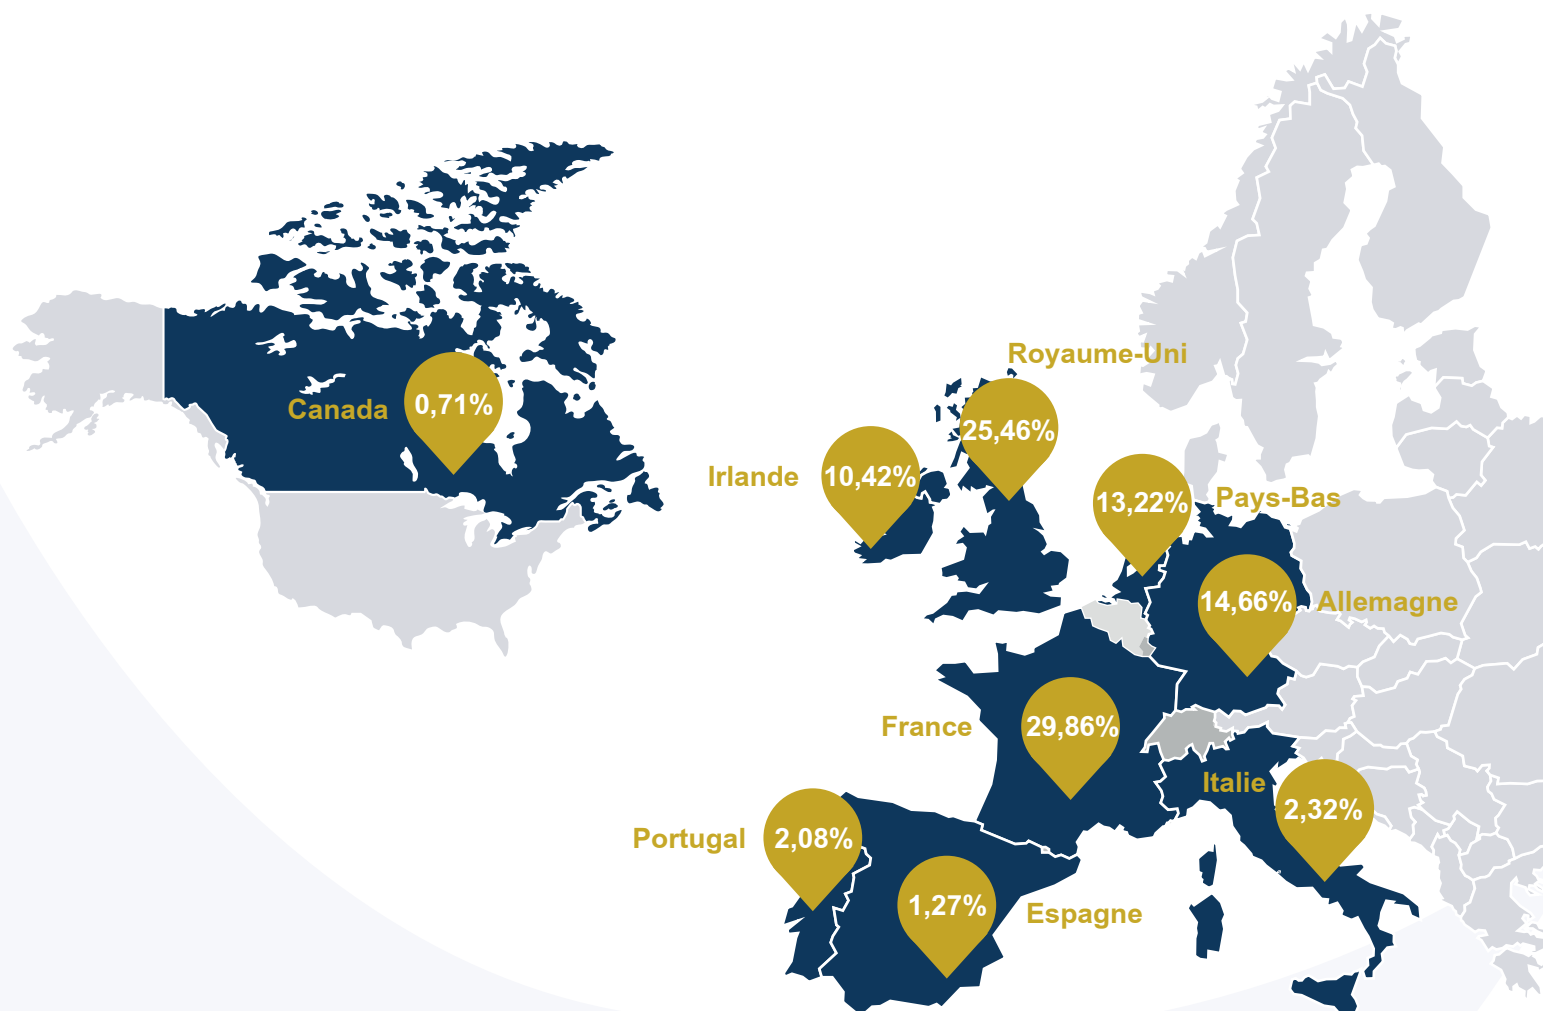 Royaume-Uni
25,46%
Canada
0,71%
Irlande
10,42%
Pays-Bas
13,22%
Allemagne
14,66%
France
29,86%
Italie
2,32%
Portugal
2,08%
Espagne
1,27%